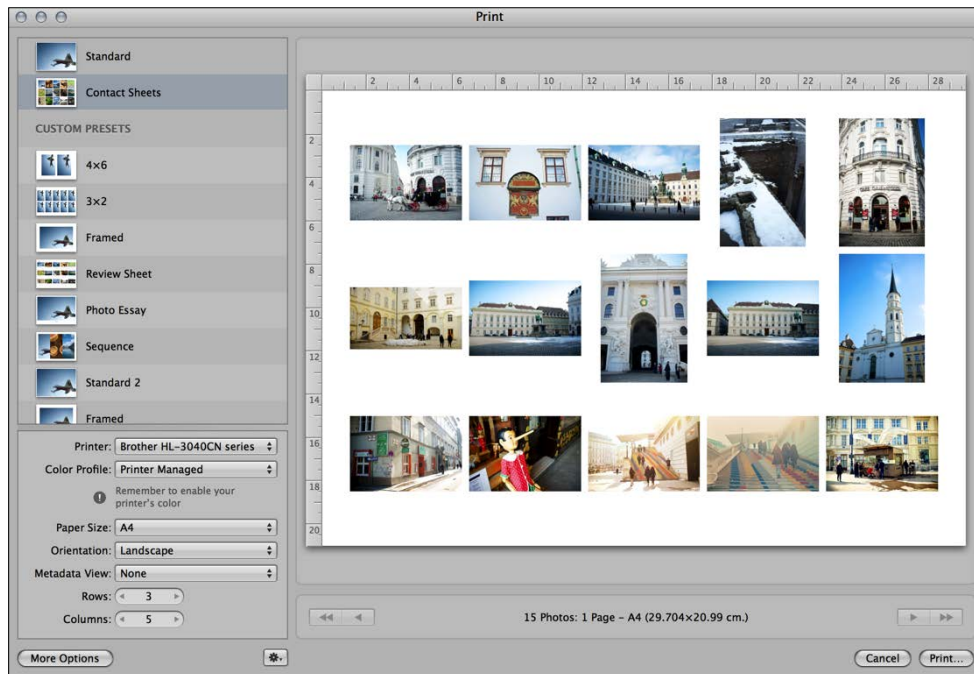 Print
Standard
Contact Sheets
CUSTOM PRESETS
4×6
3×2
Framed
Review Sheet
Photo Essay
Sequence
Standard 2
Framed
Printer: Brother HL-3040CN series
Color Profile: Printer Managed
Remember to enable your
printer's color
Paper Size: A4
Orientation: Landscape
Metadata View: None
Rows: 3
Columns: 5
More Options
2 4 6 8 10 12 14 16 18 20 22 24 26 28
2
4
6
8
10
12
14
16
18
20
15 Photos: 1 Page – A4 (29.704×20.99 cm.)
Cancel Print...